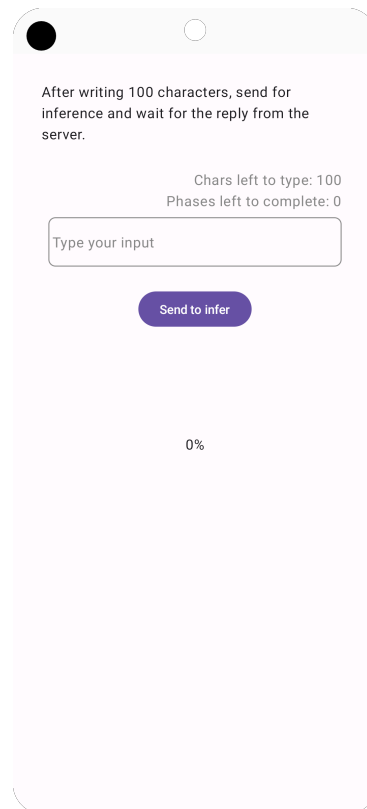 After writing 100 characters, send for
inference and wait for the reply from the
server.
Chars left to type: 100
Phases left to complete: 0
Type your input
Send to infer
0%